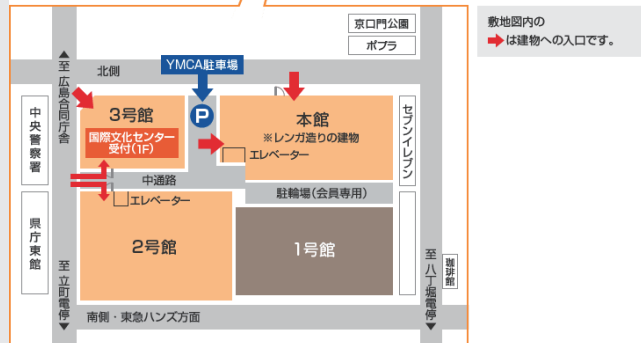 京口門公園
ポプラ
敷地図内の
➡は建物への入口です。
▲至 広島合同庁舎
北側
YMCA駐車場
P
中央警察署
3号館
国際文化センター
受付(1F)
本館
※レンガ造りの建物
エレベーター
セブンイレブン
中通路
駐輪場(会員専用)
エレベーター
県庁東館
2号館
1号館
至 立町電停▼
至 八丁堀電停▼
珈琲館
南側・東急ハンズ方面